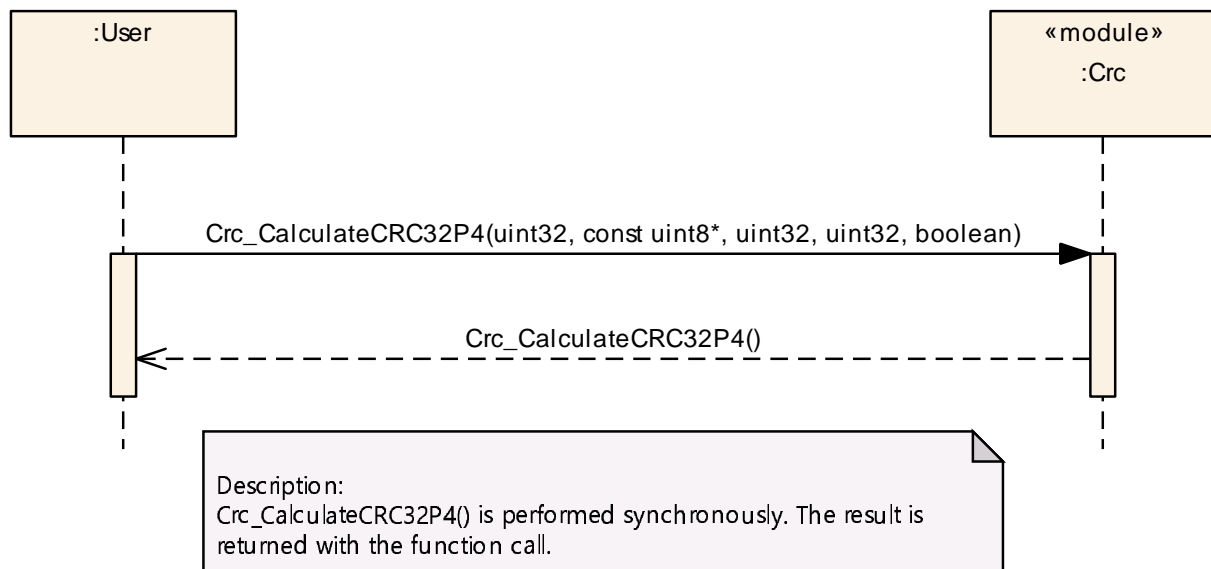 :User
«module»
:Crc
Crc_CalculateCRC32P4(uint32, const uint8*, uint32, uint32, boolean)
Crc_CalculateCRC32P4()
Description:
Crc_CalculateCRC32P4() is performed synchronously. The result is
returned with the function call.